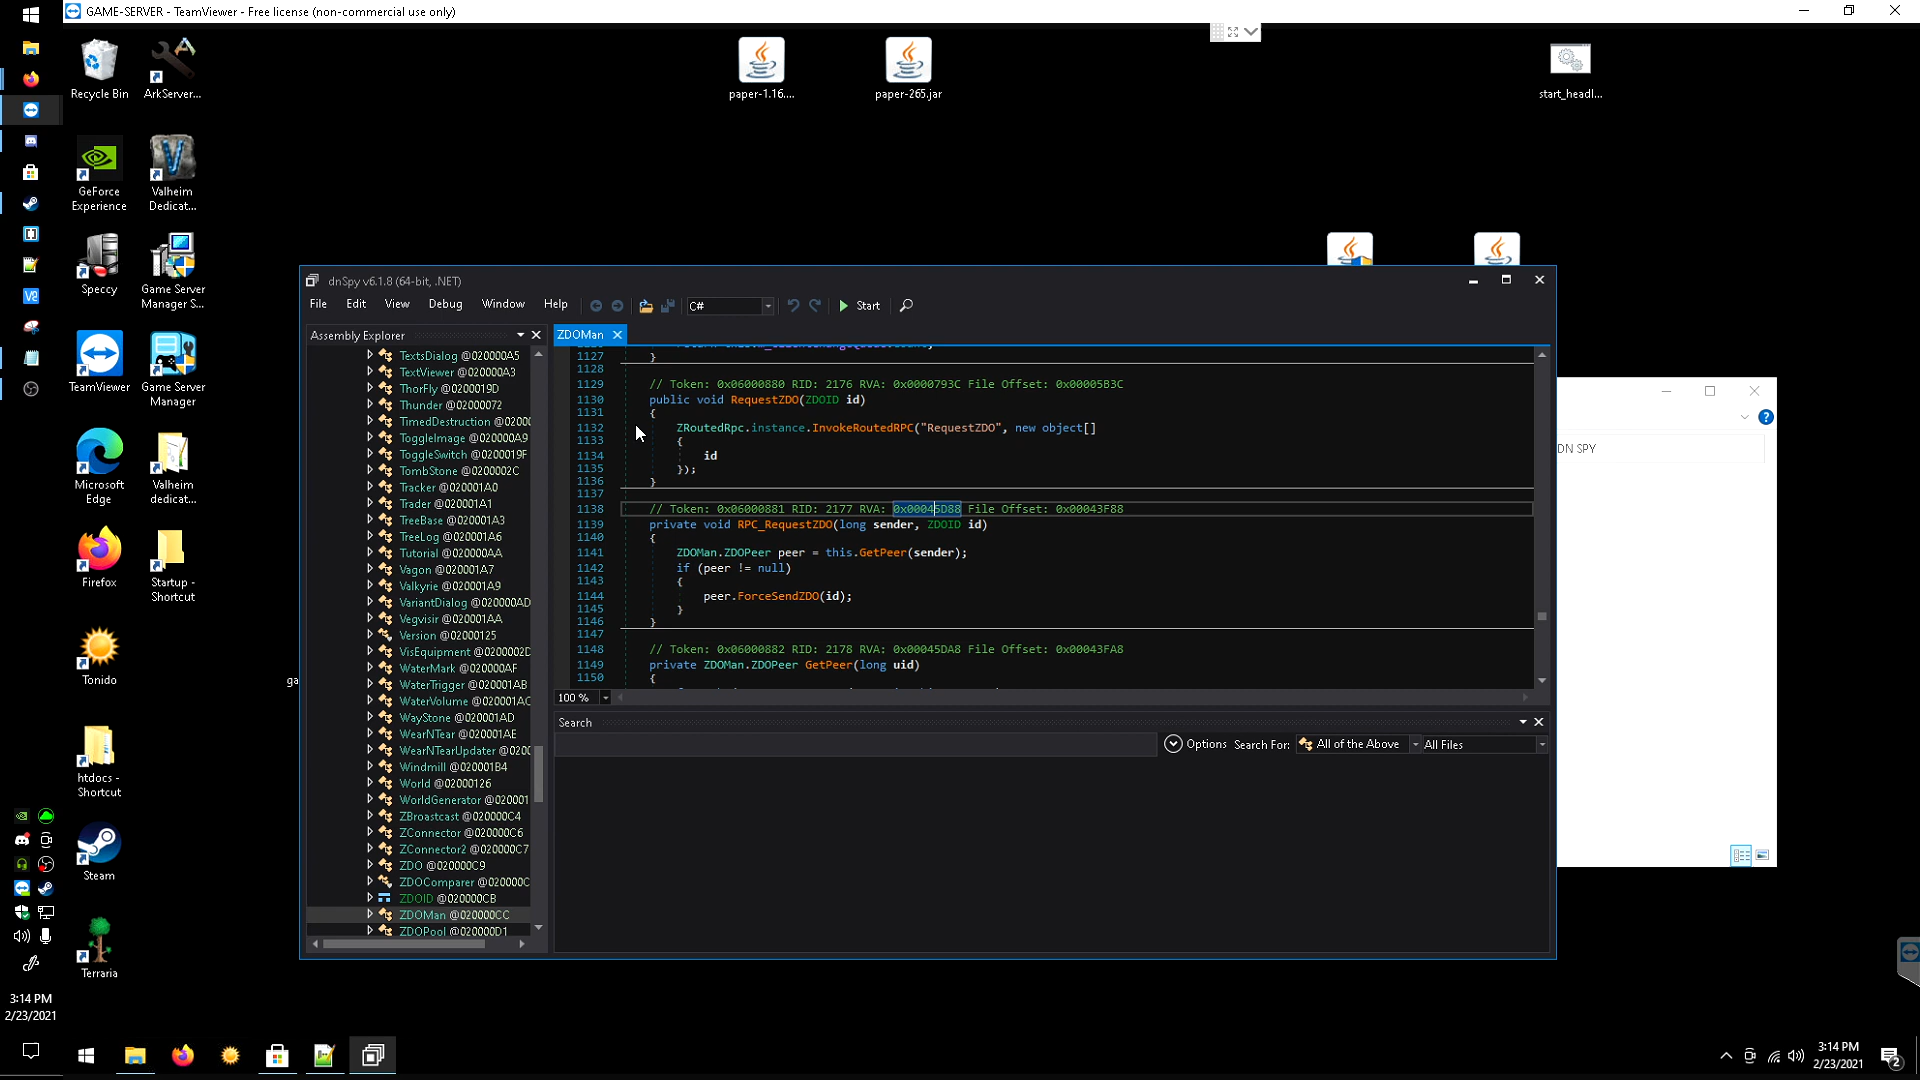 GAME-SERVER - TeamViewer - Free license (non-commercial use only)
Recycle Bin
ArkServer...
paper-1.16....
paper-265.jar
start_headl...
GeForce
Experience
Valheim
Dedicat...
Speccy
Game Server
Manager S...
TeamViewer
Game Server
Manager
Microsoft
Edge
Valheim
dedicat...
Firefox
Startup -
Shortcut
Tonido
htdocs -
Shortcut
Steam
Terraria
3:14 PM
2/23/2021
dnSpy v6.1.8 (64-bit, .NET)
File Edit View Debug Window Help C# Start
Assembly Explorer
TextsDialog @020000A5
TextViewer @020000A3
ThorFly @0200019D
Thunder @02000072
TimedDestruction @0200
ToggleImage @020000A9
ToggleSwitch @0200019F
TombStone @0200002C
Tracker @020001A0
Trader @020001A1
TreeBase @020001A3
TreeLog @020001A6
Tutorial @020000AA
Vagon @020001A7
Valkyrie @020001A9
VariantDialog @020000AD
Vegvisir @020001AA
Version @02000125
VisEquipment @0200002D
WaterMark @020000AF
WaterTrigger @020001AB
WaterVolume @020001AC
WayStone @020001AD
WearNTear @020001AE
WearNTearUpdater @020
Windmill @020001B4
World @02000126
WorldGenerator @020001
ZBroastcast @020000C4
ZConnector @020000C6
ZConnector2 @020000C7
ZDO @020000C9
ZDOComparer @020000C
ZDOID @020000CB
ZDOMan @020000CC
ZDOPool @020000D1
ZDOMan
1127 }
1128
1129 // Token: 0x06000880 RID: 2176 RVA: 0x0000793C File Offset: 0x00005B3C
1130 public void RequestZDO(ZDOID id)
1131 {
1132 ZRoutedRpc.instance.InvokeRoutedRPC("RequestZDO", new object[]
1133 {
1134 id
1135 });
1136 }
1137
1138 // Token: 0x06000881 RID: 2177 RVA: 0x00045D88 File Offset: 0x00043F88
1139 private void RPC_RequestZDO(long sender, ZDOID id)
1140 {
1141 ZDOMan.ZDOPeer peer = this.GetPeer(sender);
1142 if (peer != null)
1143 {
1144 peer.ForceSendZDO(id);
1145 }
1146 }
1147
1148 // Token: 0x06000882 RID: 2178 RVA: 0x00045DA8 File Offset: 0x00043FA8
1149 private ZDOMan.ZDOPeer GetPeer(long uid)
1150 {
100 %
Search
Options Search For: All of the Above All Files
DN SPY
ga
3:14 PM
2/23/2021
2